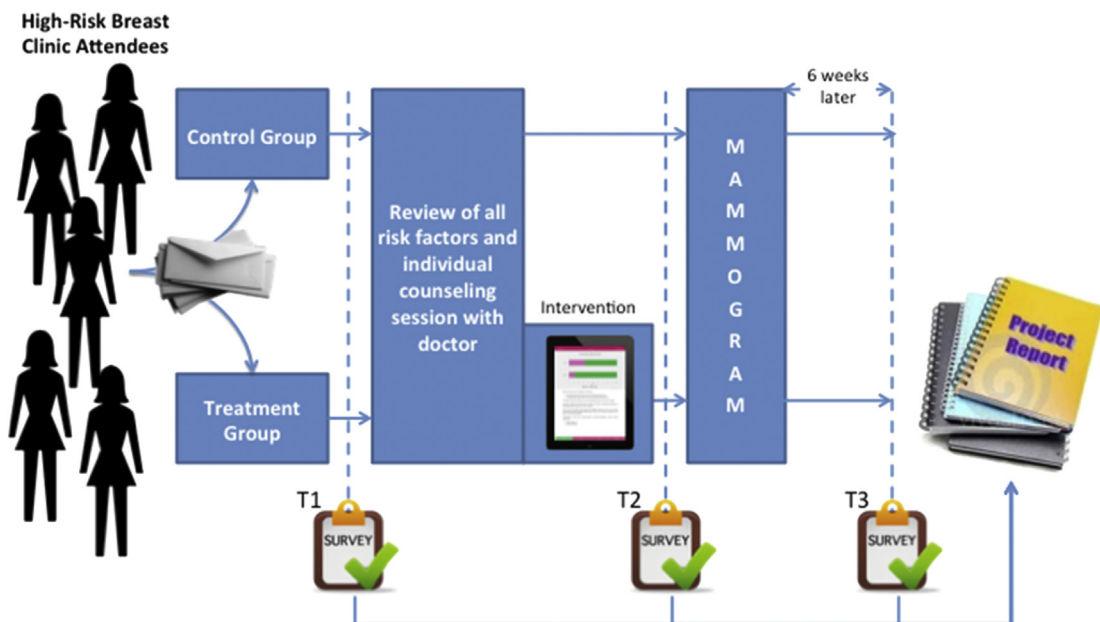 High-Risk Breast
Clinic Attendees
Control Group
Treatment
Group
Review of all
risk factors and
individual
counseling
session with
doctor
Intervention
M
A
M
M
O
G
R
A
M
6 weeks
later
Project
Report
T1
SURVEY
T2
SURVEY
T3
SURVEY